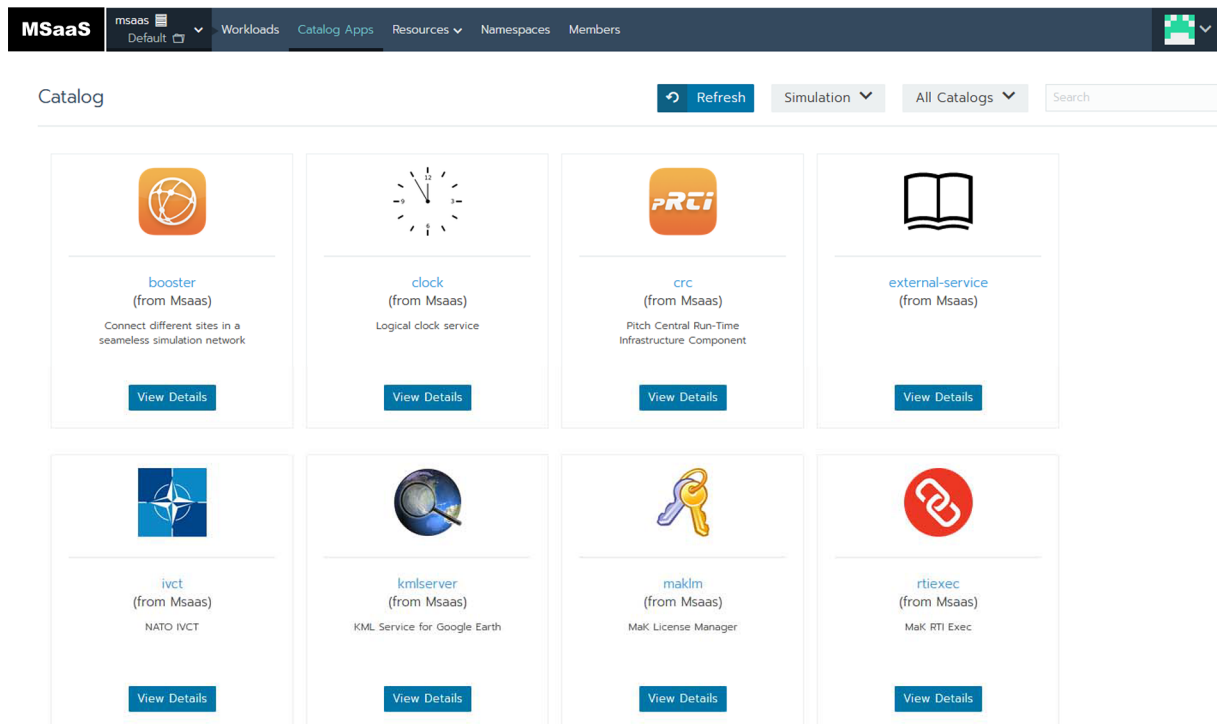 MSaaS
msaas
Default
Workloads
Catalog Apps
Resources
Namespaces
Members
Catalog
Refresh
Simulation
All Catalogs
Search
12
9
3
6
pRTI
booster
(from Msaas)
Connect different sites in a
seameless simulation network
View Details
clock
(from Msaas)
Logical clock service
View Details
crc
(from Msaas)
Pitch Central Run-Time
Infrastructure Component
View Details
external-service
(from Msaas)
View Details
ivct
(from Msaas)
NATO IVCT
View Details
kmlserver
(from Msaas)
KML Service for Google Earth
View Details
maklm
(from Msaas)
MaK License Manager
View Details
rtiexec
(from Msaas)
MaK RTI Exec
View Details